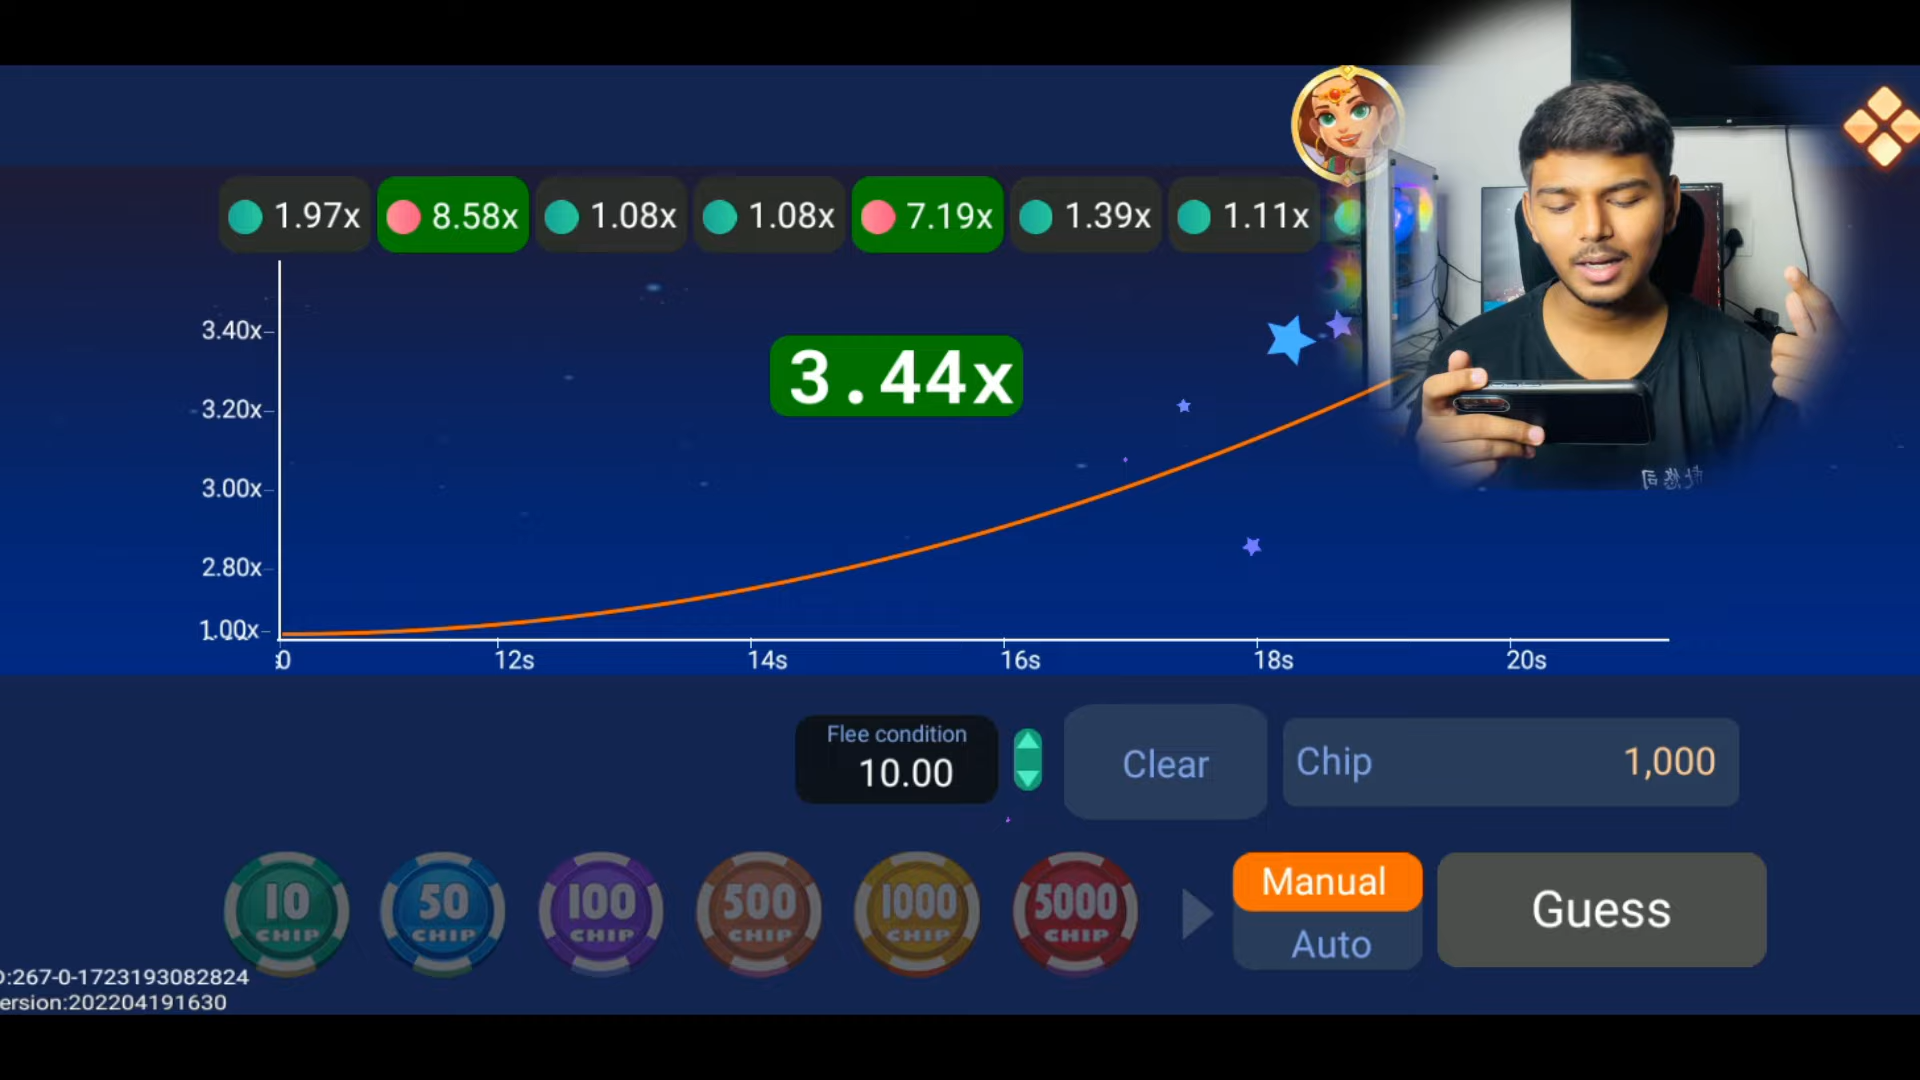 1.97x 8.58x 1.08x 1.08x 7.19x 1.39x 1.11x
3.40x
3.44x
3.20x
3.00x
2.80x
1.00x
0 12s 14s 16s 18s 20s
Flee condition
10.00
Clear
Chip 1,000
10 CHIP
50 CHIP
100 CHIP
500 CHIP
1000 CHIP
5000 CHIP
Manual
Auto
Guess
D:267-0-1723193082824
ersion:202204191630